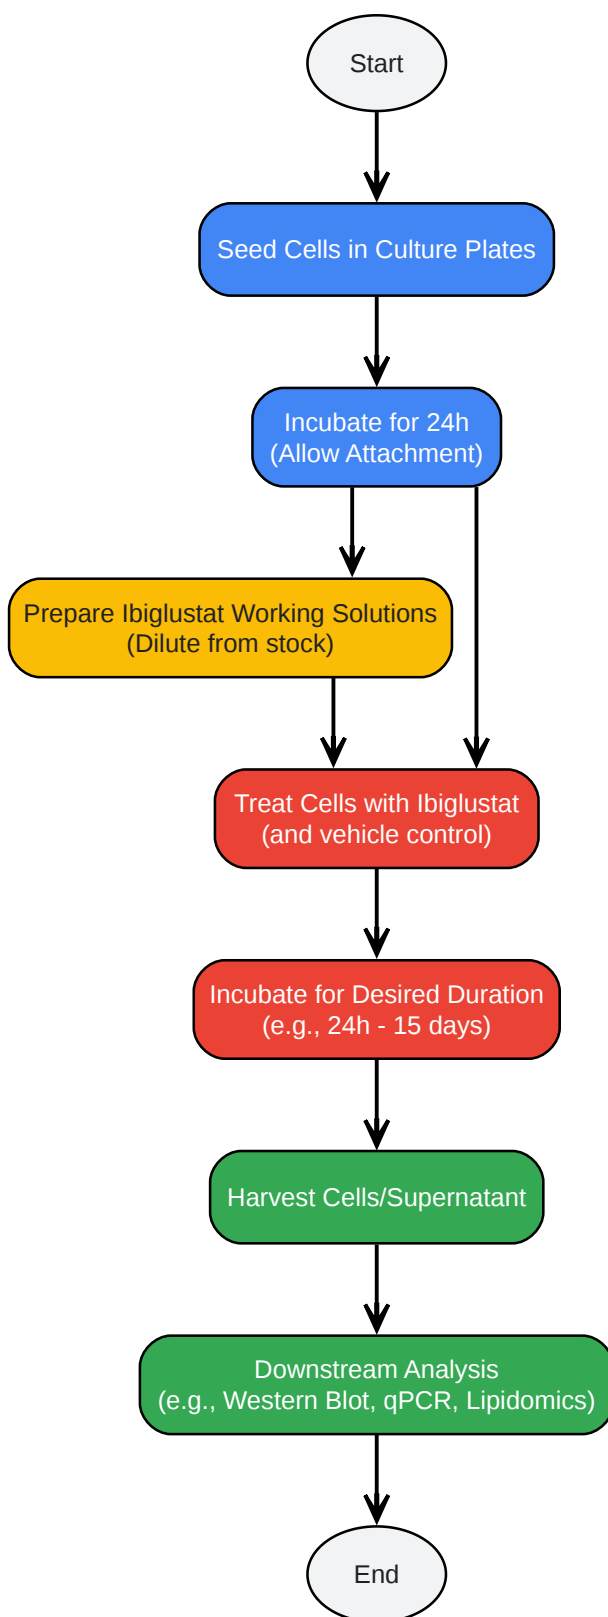 Start
Seed Cells in Culture Plates
Incubate for 24h
(Allow Attachment)
Prepare Ibiglustat Working Solutions
(Dilute from stock)
Treat Cells with Ibiglustat
(and vehicle control)
Incubate for Desired Duration
(e.g., 24h - 15 days)
Harvest Cells/Supernatant
Downstream Analysis
(e.g., Western Blot, qPCR, Lipidomics)
End